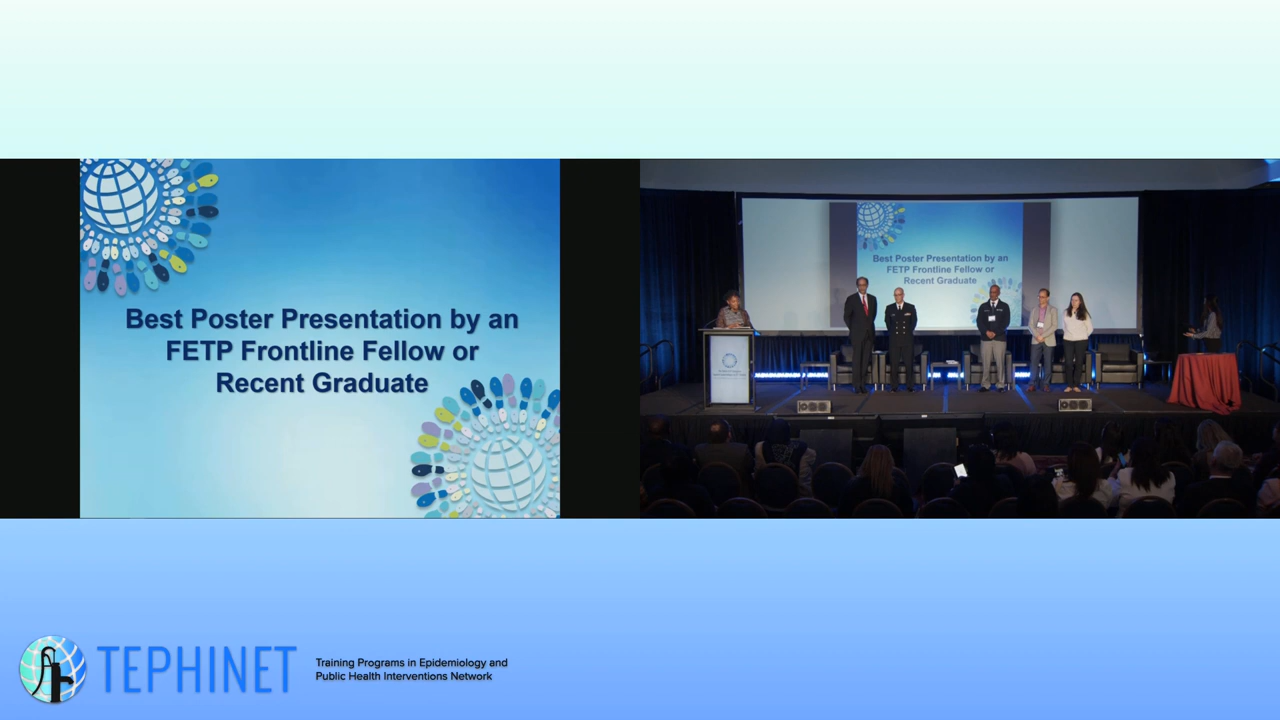 Best Poster Presentation by an
FETP Frontline Fellow or
Recent Graduate
Best Poster Presentation by an
FETP Frontline Fellow or
Recent Graduate
TEPHINET
Training Programs in Epidemiology and
Public Health Interventions Network